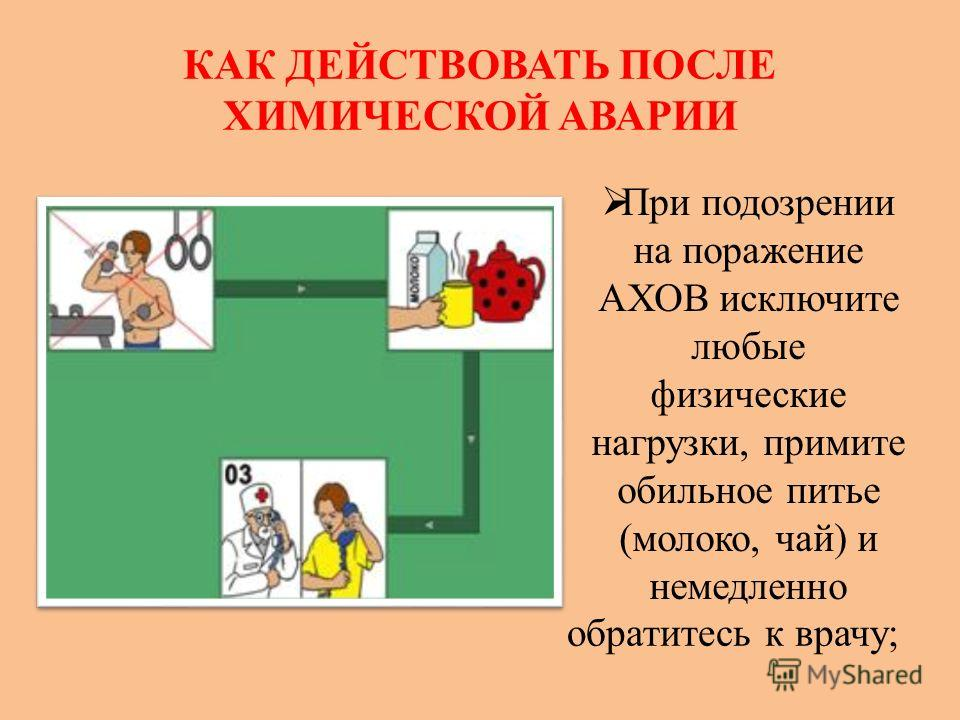 КАК ДЕЙСТВОВАТЬ ПОСЛЕ
ХИМИЧЕСКОЙ АВАРИИ
МОЛОКО
03
При подозрении
на поражение
АХОВ исключите
любые
физические
нагрузки, примите
обильное питье
(молоко, чай) и
немедленно
обратитесь к врачу;
MyShared